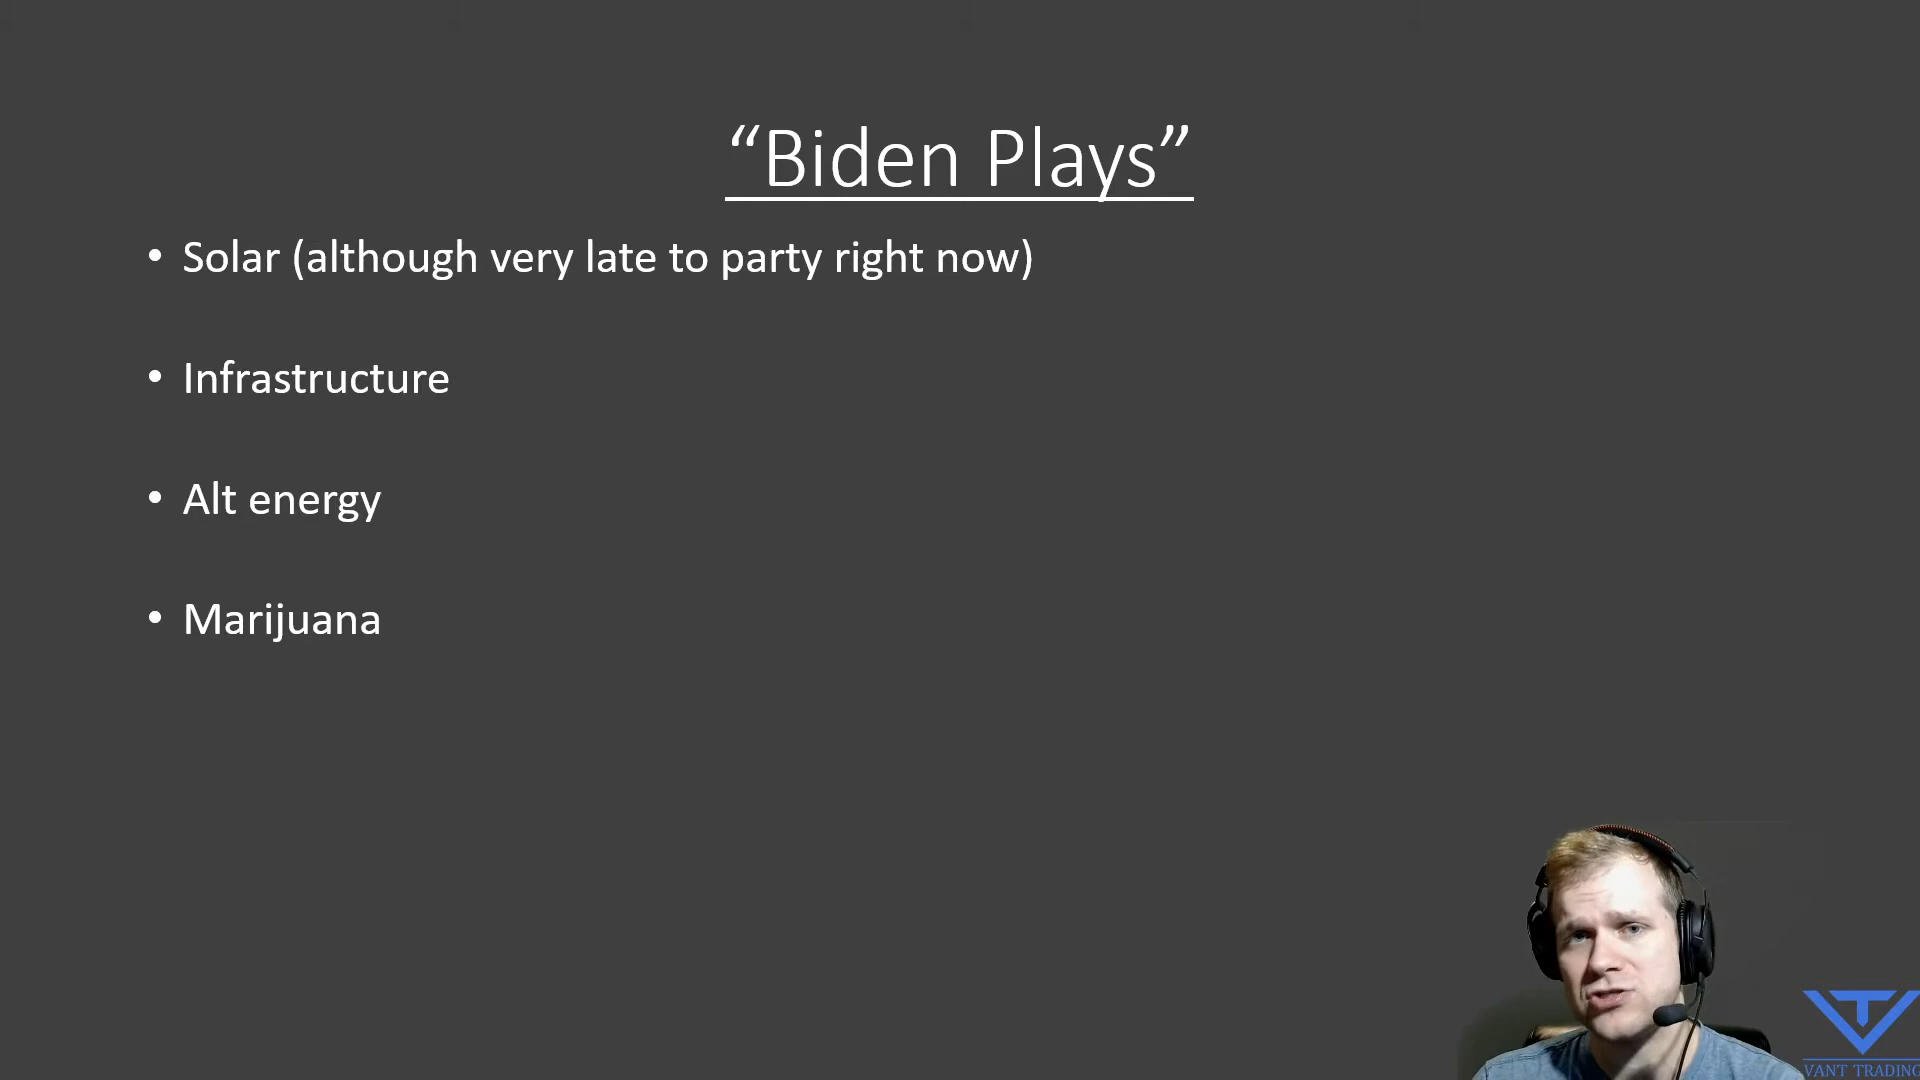 “Biden Plays”
• Solar (although very late to party right now)
• Infrastructure
• Alt energy
• Marijuana
VANT TRADING